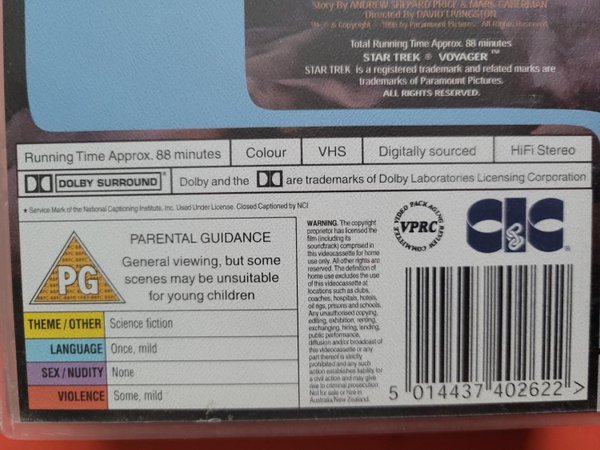 Story By ANDREW SHEPARD PRICE & MARK GABERMAN
Directed By DAVID LIVINGSTON
Copyright 1996 by Paramount Pictures. All Rights Reserved
Total Running Time Approx. 88 minutes
STAR TREK ® VOYAGER ™
STAR TREK is a registered trademark and related marks are
trademarks of Paramount Pictures.
ALL RIGHTS RESERVED.
Running Time Approx. 88 minutes
Colour
VHS
Digitally sourced
HiFi Stereo
DOLBY SURROUND
Dolby and the
are trademarks of Dolby Laboratories Licensing Corporation
★ Service Mark of the National Captioning Institute, Inc. Used Under License. Closed Captioned by NCI
PG
PARENTAL GUIDANCE
General viewing, but some
scenes may be unsuitable
for young children
THEME / OTHER Science fiction
LANGUAGE Once, mild
SEX / NUDITY None
VIOLENCE Some, mild
WARNING. The copyright
proprietor has licensed the
film (including its
soundtrack) comprised in
this videocassette for home
use only. All other rights are
reserved. The definition of
home use excludes the use
of this videocassette at
locations such as clubs,
coaches, hospitals, hotels,
oil rigs, prisons and schools.
Any unauthorised copying,
editing, exhibition, renting,
exchanging, hiring, lending,
public performance,
diffusion and/or broadcast of
this videocassette or any
part thereof is strictly
prohibited and any such
action establishes liability for
a civil action and may give
rise to criminal prosecution.
Not for sale or hire in
Australia/New Zealand.
VIDEO PACKAGING REVIEW COMMITTEE
VPRC
CIC
5 014437 402622 >